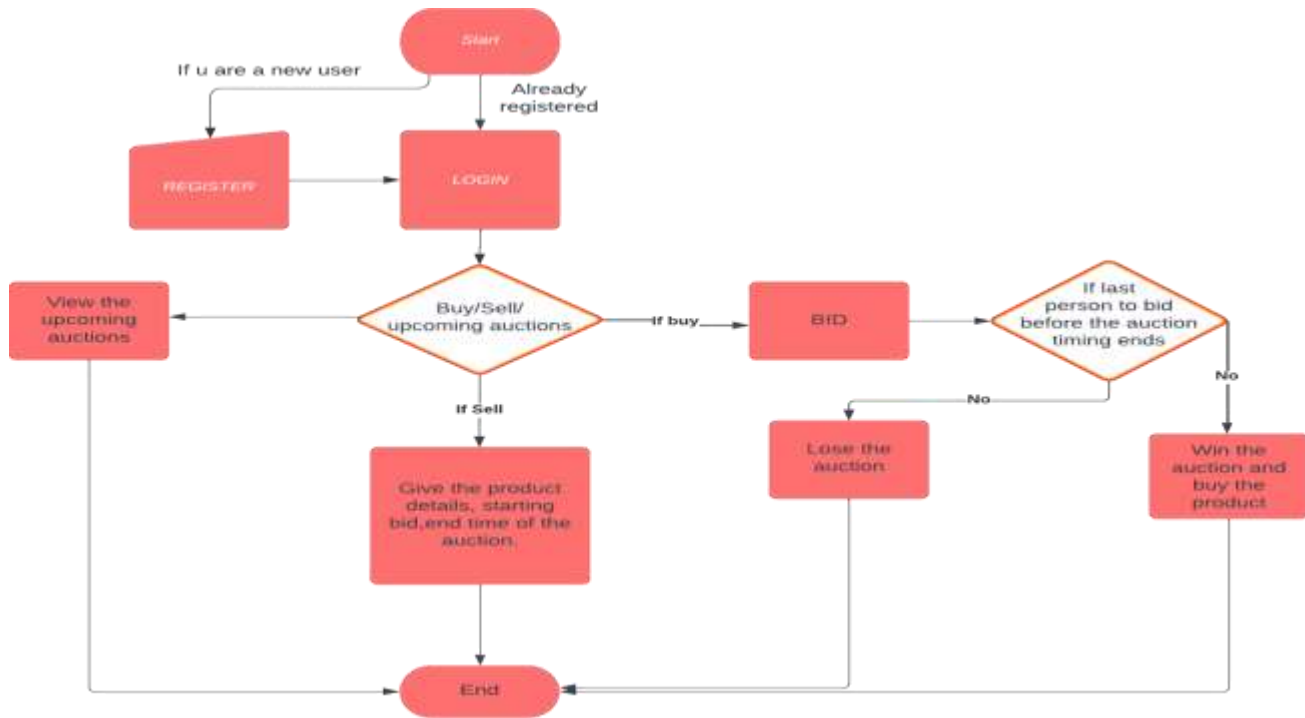 Start
If u are a new user
Already
registered
REGISTER
LOGIN
View the
upcoming
auctions
Buy/Sell/
upcoming auctions
If buy
BID
If last
person to bid
before the auction
timing ends
No
No
If Sell
Lose the
auction
Win the
auction and
buy the
product
Give the product
details, starting
bid,end time of the
auction.
End